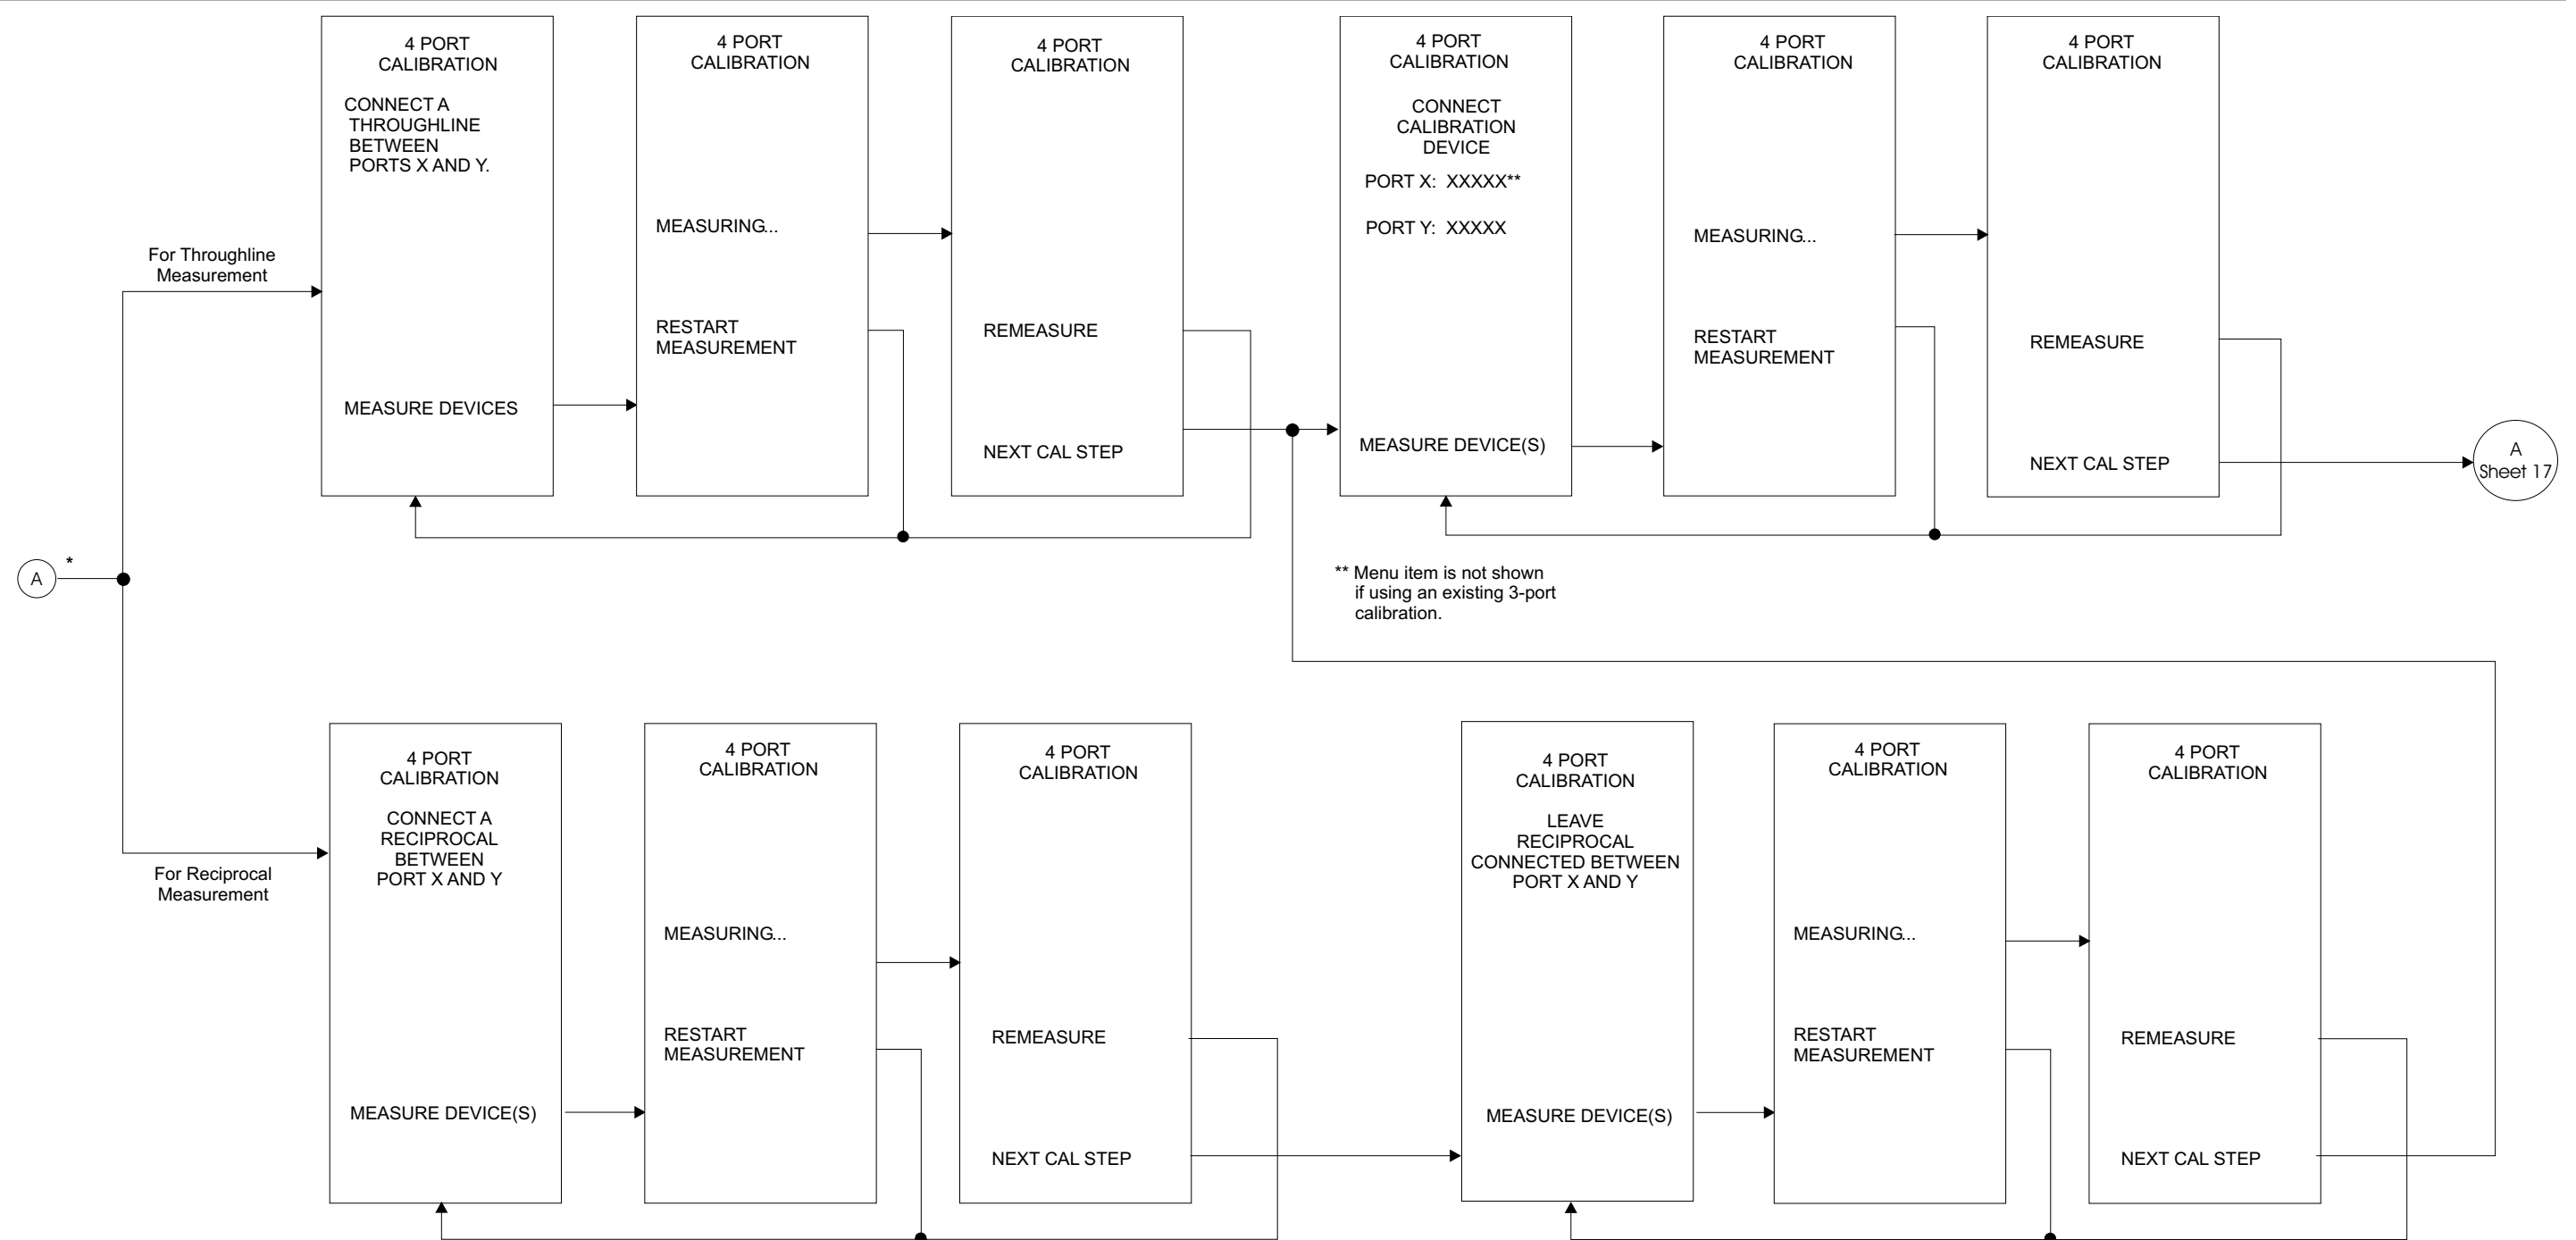 4 PORT
CALIBRATION
CONNECT A
THROUGHLINE
BETWEEN
PORTS X AND Y.
MEASURE DEVICES
4 PORT
CALIBRATION
MEASURING...
RESTART
MEASUREMENT
4 PORT
CALIBRATION
REMEASURE
NEXT CAL STEP
4 PORT
CALIBRATION
CONNECT
CALIBRATION
DEVICE
PORT X: XXXXX**
PORT Y: XXXXX
MEASURE DEVICE(S)
4 PORT
CALIBRATION
MEASURING...
RESTART
MEASUREMENT
4 PORT
CALIBRATION
REMEASURE
NEXT CAL STEP
A
Sheet 17
For Throughline
Measurement
A
*
** Menu item is not shown
if using an existing 3-port
calibration.
For Reciprocal
Measurement
4 PORT
CALIBRATION
CONNECT A
RECIPROCAL
BETWEEN
PORT X AND Y
MEASURE DEVICE(S)
4 PORT
CALIBRATION
MEASURING...
RESTART
MEASUREMENT
4 PORT
CALIBRATION
REMEASURE
NEXT CAL STEP
4 PORT
CALIBRATION
LEAVE
RECIPROCAL
CONNECTED BETWEEN
PORT X AND Y
MEASURE DEVICE(S)
4 PORT
CALIBRATION
MEASURING...
RESTART
MEASUREMENT
4 PORT
CALIBRATION
REMEASURE
NEXT CAL STEP